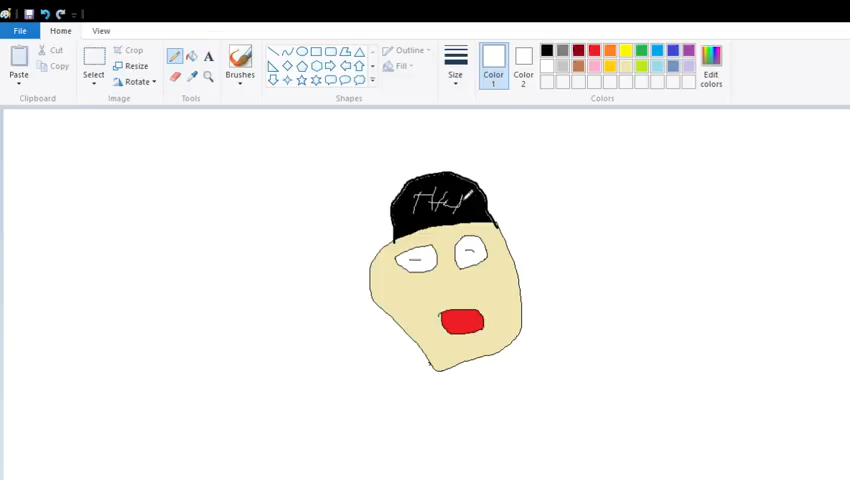 File Home View
Paste Cut Copy Select Crop Resize Rotate A Brushes Outline Fill Size Color 1 Color 2 Edit colors
Clipboard Image Tools Shapes Colors